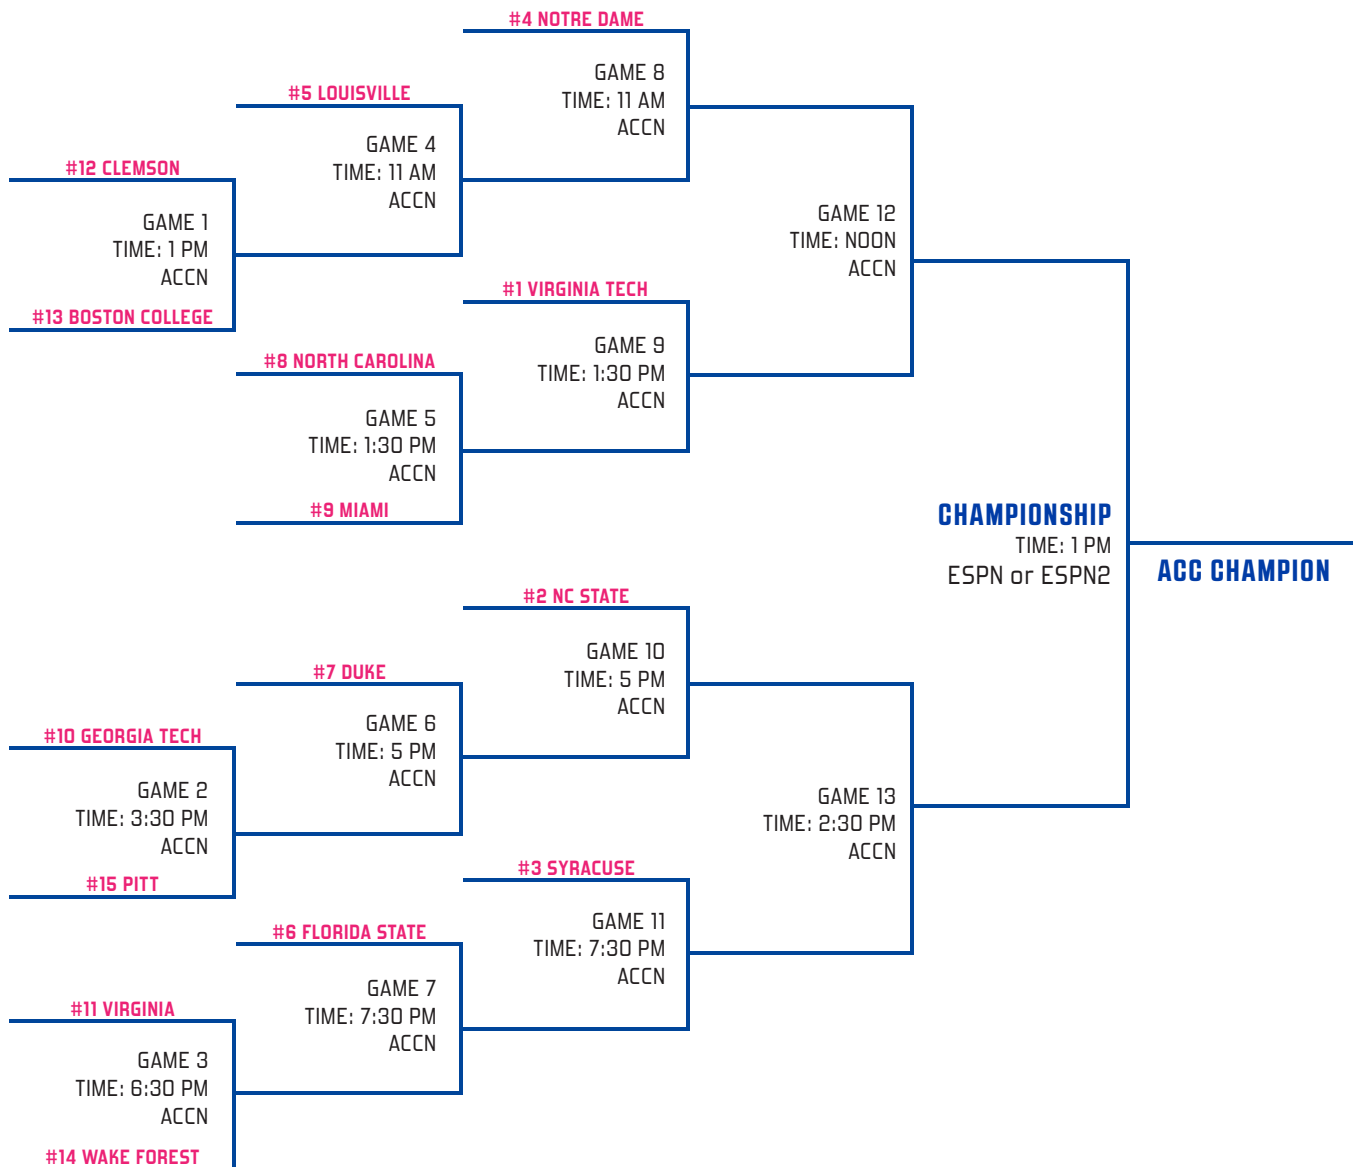 #4 NOTRE DAME
GAME 8
TIME: 11 AM
ACCN
#5 LOUISVILLE
GAME 4
TIME: 11 AM
ACCN
#12 CLEMSON
GAME 1
TIME: 1 PM
ACCN
#13 BOSTON COLLEGE
GAME 12
TIME: NOON
ACCN
#1 VIRGINIA TECH
GAME 9
TIME: 1:30 PM
ACCN
#8 NORTH CAROLINA
GAME 5
TIME: 1:30 PM
ACCN
#9 MIAMI
CHAMPIONSHIP
TIME: 1 PM
ESPN or ESPN2
ACC CHAMPION
#2 NC STATE
GAME 10
TIME: 5 PM
ACCN
#7 DUKE
GAME 6
TIME: 5 PM
ACCN
#10 GEORGIA TECH
GAME 2
TIME: 3:30 PM
ACCN
#15 PITT
GAME 13
TIME: 2:30 PM
ACCN
#3 SYRACUSE
GAME 11
TIME: 7:30 PM
ACCN
#6 FLORIDA STATE
GAME 7
TIME: 7:30 PM
ACCN
#11 VIRGINIA
GAME 3
TIME: 6:30 PM
ACCN
#14 WAKE FOREST